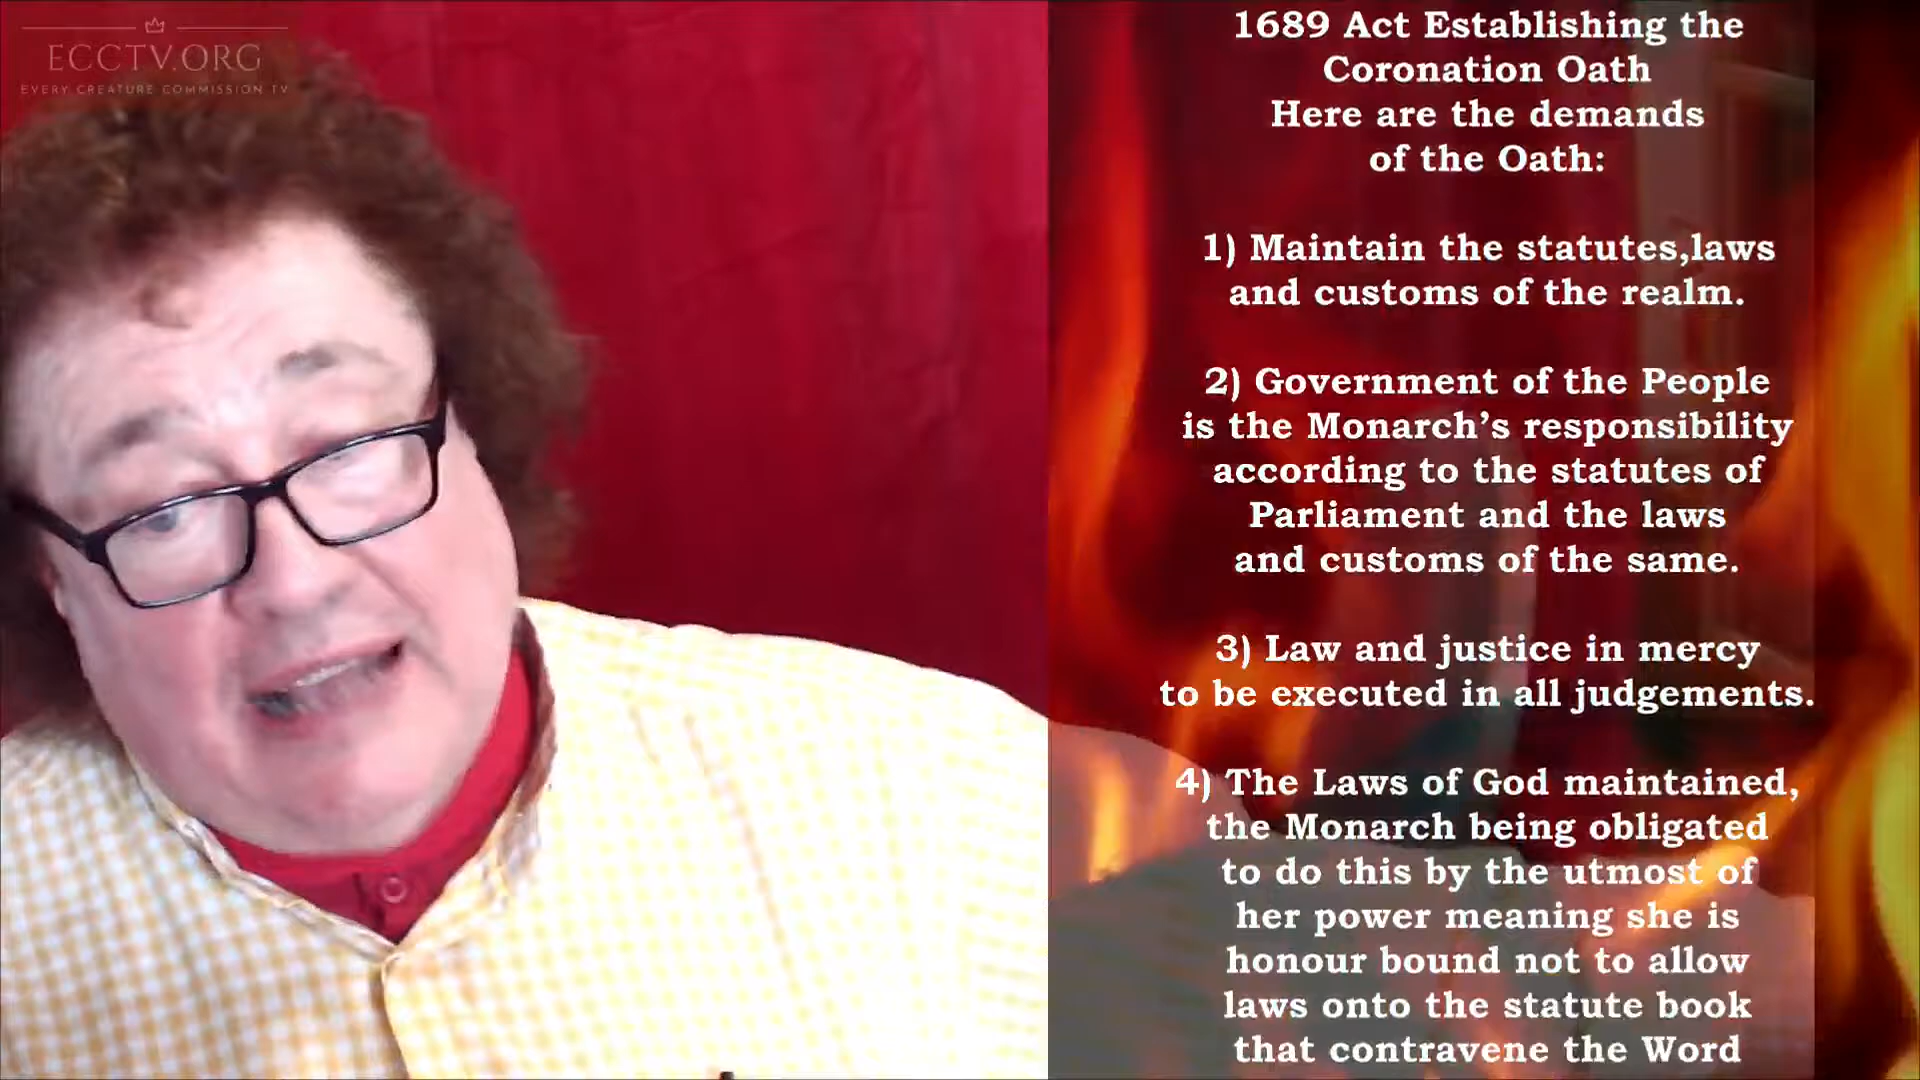 ECCTV.ORG
EVERY CREATURE COMMISSION TV
1689 Act Establishing the
Coronation Oath
Here are the demands
of the Oath:
1) Maintain the statutes,laws
and customs of the realm.
2) Government of the People
is the Monarch’s responsibility
according to the statutes of
Parliament and the laws
and customs of the same.
3) Law and justice in mercy
to be executed in all judgements.
4) The Laws of God maintained,
the Monarch being obligated
to do this by the utmost of
her power meaning she is
honour bound not to allow
laws onto the statute book
that contravene the Word